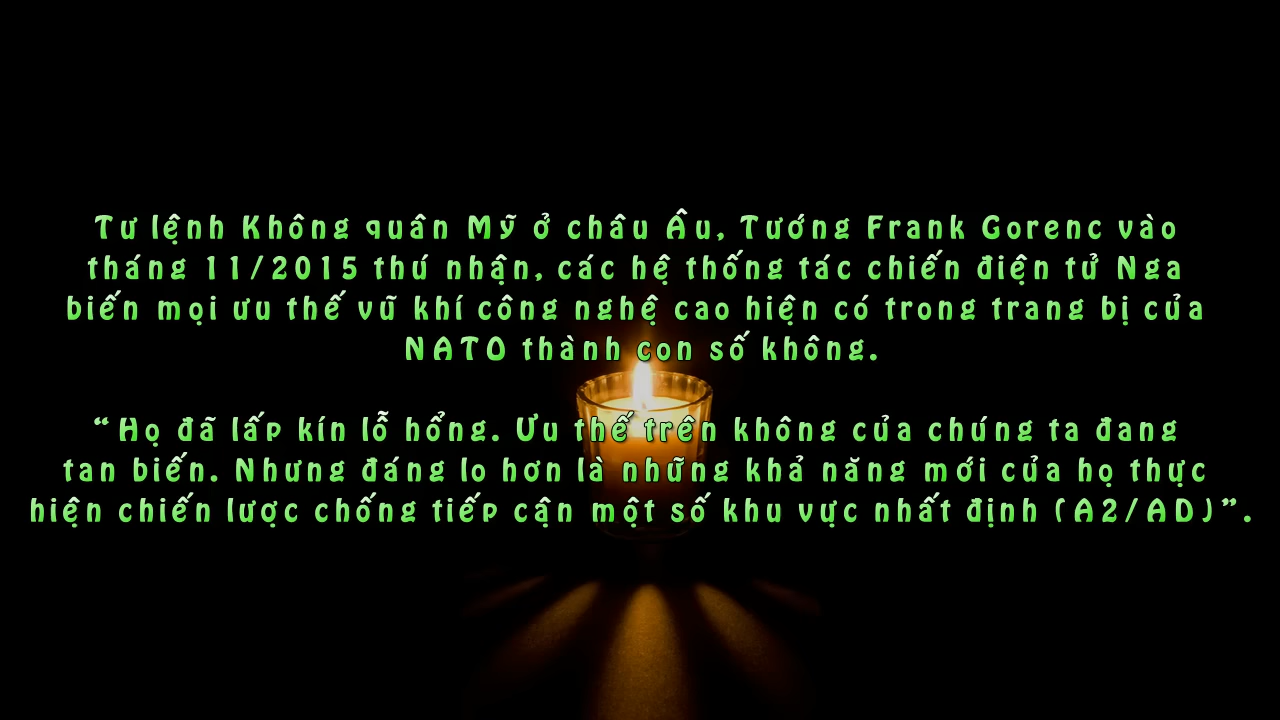 Tư lệnh Không quân Mỹ ở châu Âu, Tướng Frank Gorenc vào
tháng 11/2015 thú nhận, các hệ thống tác chiến điện tử Nga
biến mọi ưu thế vũ khí công nghệ cao hiện có trong trang bị của
NATO thành con số không.
“Họ đã lấp kín lỗ hổng. Ưu thế trên không của chúng ta đang
tan biến. Nhưng đáng lo hơn là những khả năng mới của họ thực
hiện chiến lược chống tiếp cận một số khu vực nhất định (A2/AD)”.